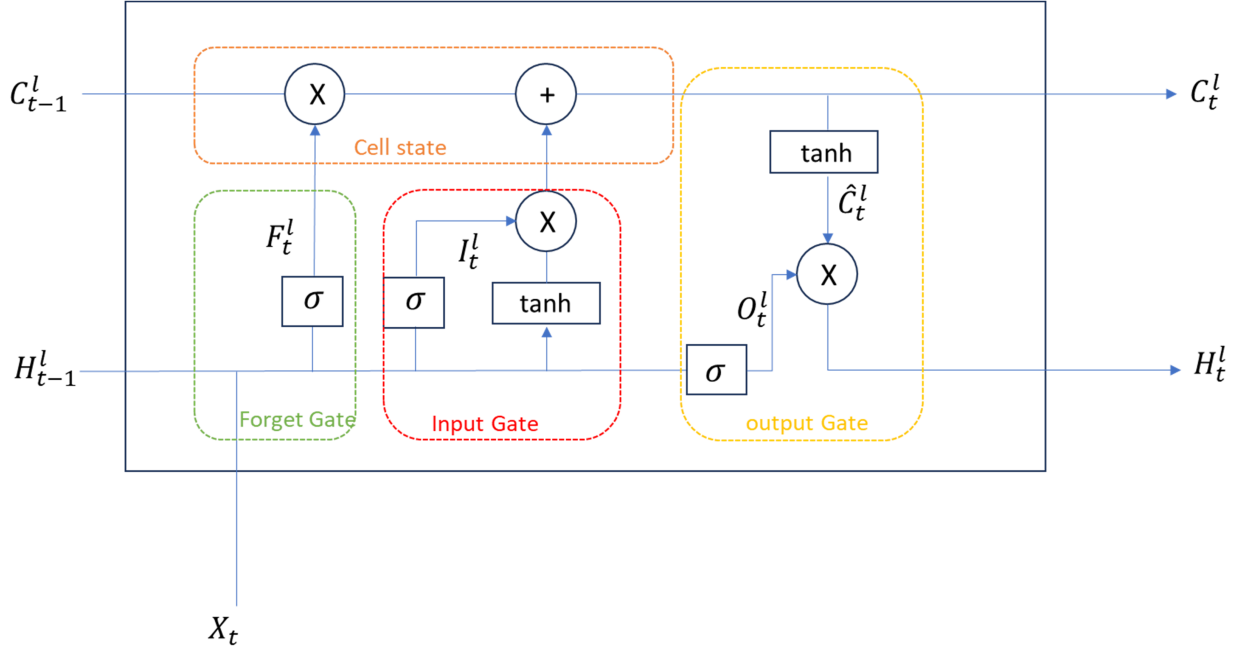 C^l_{t-1}
X
+
C^l_t
Cell state
tanh
Ĉ^l_t
F^l_t
I^l_t
X
X
σ
σ
tanh
O^l_t
H^l_{t-1}
σ
H^l_t
Forget Gate
Input Gate
output Gate
X_t